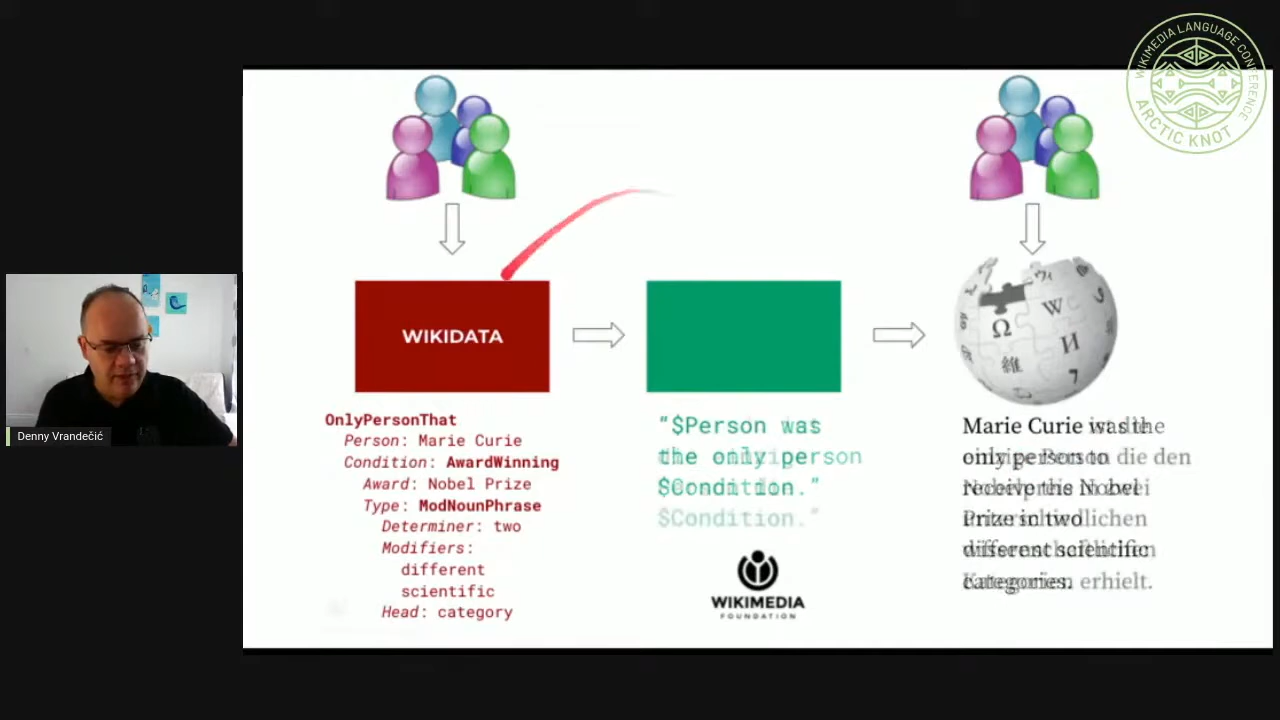 WIKIMEDIA LANGUAGE CONFERENCE
ARCTIC KNOT
Denny Vrandečić
WIKIDATA
OnlyPersonThat
Person: Marie Curie
Condition: AwardWinning
Award: Nobel Prize
Type: ModNounPhrase
Determiner: two
Modifiers:
different
scientific
Head: category
"$Person was
the only person
$Condition."
$Condition."
WIKIMEDIA
FOUNDATION
Ω W И 維 7
Marie Curie was the
only person to
receive the Nobel
Prize in two
different scientific
categories.